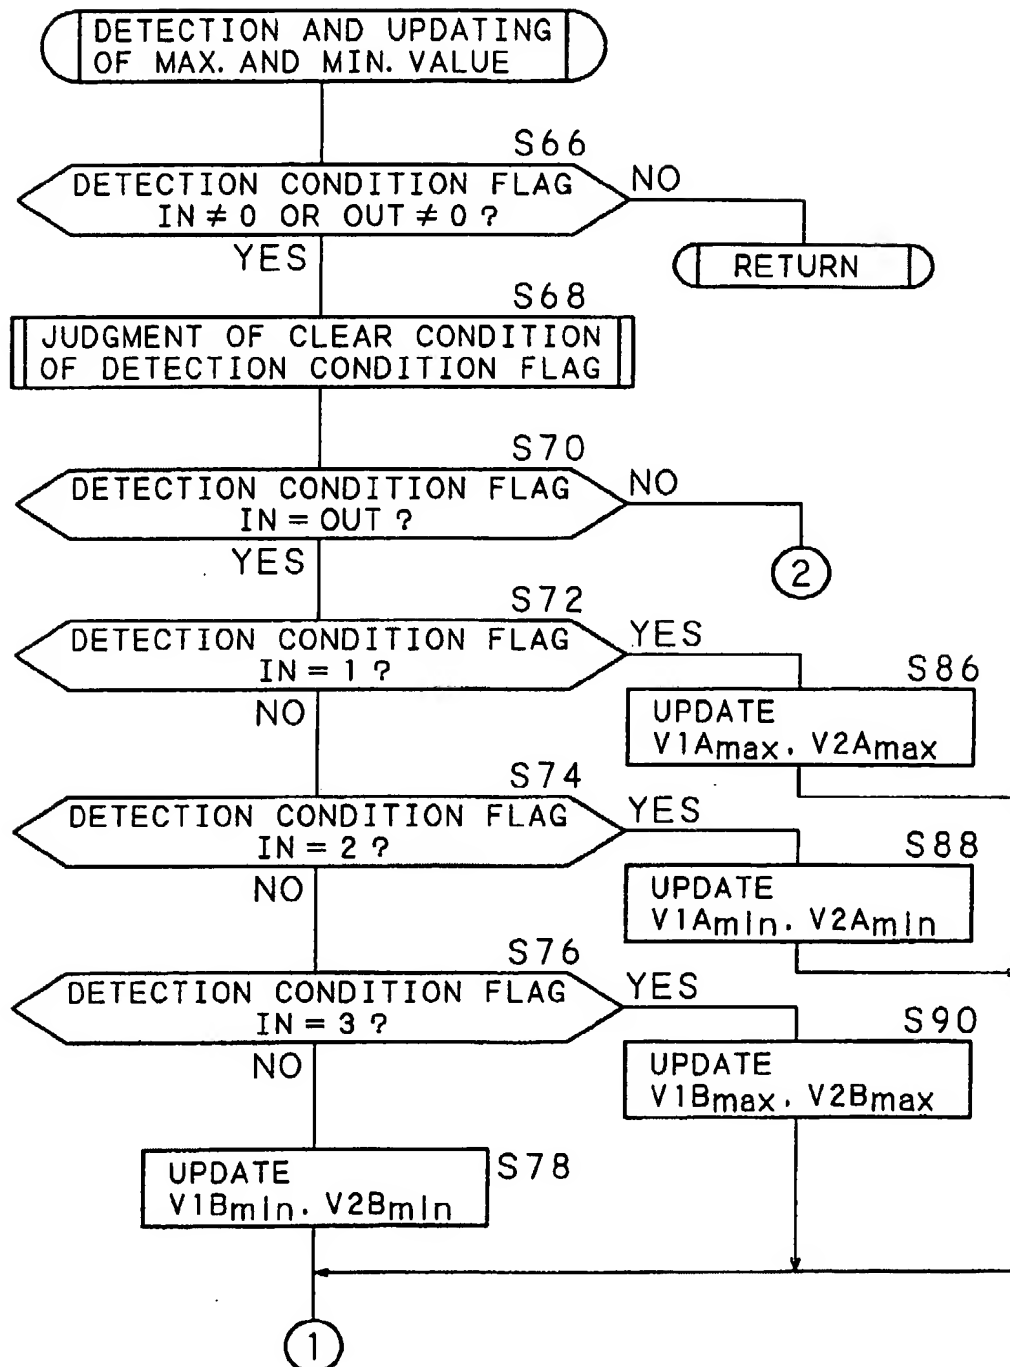 DETECTION AND UPDATING
OF MAX. AND MIN. VALUE
S66
DETECTION CONDITION FLAG
IN ≠ 0 OR OUT ≠ 0 ?
NO
YES
RETURN
S68
JUDGMENT OF CLEAR CONDITION
OF DETECTION CONDITION FLAG
S70
DETECTION CONDITION FLAG
IN = OUT ?
NO
YES
2
S72
DETECTION CONDITION FLAG
IN = 1 ?
YES
NO
S86
UPDATE
V1Amax. V2Amax
S74
DETECTION CONDITION FLAG
IN = 2 ?
YES
NO
S88
UPDATE
V1Amin. V2Amin
S76
DETECTION CONDITION FLAG
IN = 3 ?
YES
NO
S90
UPDATE
V1Bmax. V2Bmax
S78
UPDATE
V1Bmin. V2Bmin
1